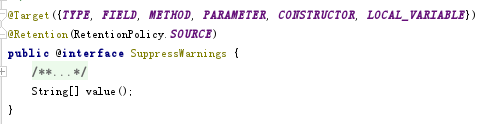 @Target({TYPE, FIELD, METHOD, PARAMETER, CONSTRUCTOR, LOCAL_VARIABLE})
@Retention(RetentionPolicy.SOURCE)
public @interface SuppressWarnings {
    /**...*/
    String[] value();
}